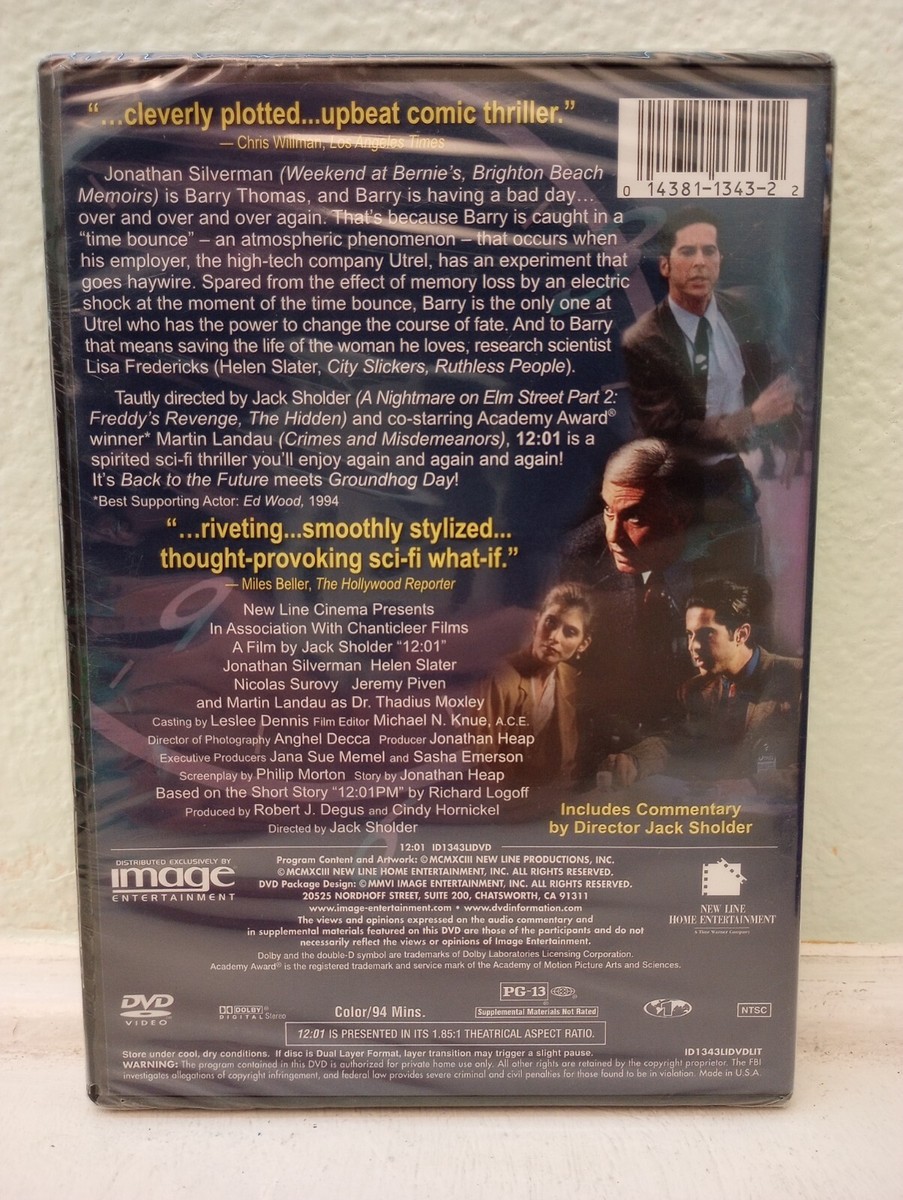 “...cleverly plotted...upbeat comic thriller.”
— Chris Willman, Los Angeles Times
0 14381-1343-2 2
Jonathan Silverman (Weekend at Bernie’s, Brighton Beach
Memoirs) is Barry Thomas, and Barry is having a bad day…
over and over and over again. That’s because Barry is caught in a
“time bounce” – an atmospheric phenomenon – that occurs when
his employer, the high-tech company Utrel, has an experiment that
goes haywire. Spared from the effect of memory loss by an electric
shock at the moment of the time bounce, Barry is the only one at
Utrel who has the power to change the course of fate. And to Barry
that means saving the life of the woman he loves, research scientist
Lisa Fredericks (Helen Slater, City Slickers, Ruthless People).
Tautly directed by Jack Sholder (A Nightmare on Elm Street Part 2:
Freddy’s Revenge, The Hidden) and co-starring Academy Award®
winner* Martin Landau (Crimes and Misdemeanors), 12:01 is a
spirited sci-fi thriller you’ll enjoy again and again and again!
It’s Back to the Future meets Groundhog Day!
*Best Supporting Actor: Ed Wood, 1994
“...riveting...smoothly stylized...
thought-provoking sci-fi what-if.”
— Miles Beller, The Hollywood Reporter
New Line Cinema Presents
In Association With Chanticleer Films
A Film by Jack Sholder “12:01”
Jonathan Silverman Helen Slater
Nicolas Surovy Jeremy Piven
and Martin Landau as Dr. Thadius Moxley
Casting by Leslee Dennis Film Editor Michael N. Knue, A.C.E.
Director of Photography Anghel Decca Producer Jonathan Heap
Executive Producers Jana Sue Memel and Sasha Emerson
Screenplay by Philip Morton Story by Jonathan Heap
Based on the Short Story “12:01PM” by Richard Logoff
Produced by Robert J. Degus and Cindy Hornickel
Directed by Jack Sholder
Includes Commentary
by Director Jack Sholder
12:01 ID1343LIDVD
DISTRIBUTED EXCLUSIVELY BY
image
ENTERTAINMENT
Program Content and Artwork: ©MCMXCIII NEW LINE PRODUCTIONS, INC.
©MCMXCIII NEW LINE HOME ENTERTAINMENT, INC. ALL RIGHTS RESERVED.
DVD Package Design: ©MMVI IMAGE ENTERTAINMENT, INC. ALL RIGHTS RESERVED.
20525 NORDHOFF STREET, SUITE 200, CHATSWORTH, CA 91311
www.image-entertainment.com • www.dvdinformation.com
The views and opinions expressed on the audio commentary and
in supplemental materials featured on this DVD are those of the participants and do not
necessarily reflect the views or opinions of Image Entertainment.
Dolby and the double-D symbol are trademarks of Dolby Laboratories Licensing Corporation.
Academy Award® is the registered trademark and service mark of the Academy of Motion Picture Arts and Sciences.
NEW LINE
HOME ENTERTAINMENT
A Time Warner Company
DVD
VIDEO
DOLBY
DIGITAL Stereo
Color/94 Mins.
PG-13
Supplemental Materials Not Rated
NTSC
12:01 IS PRESENTED IN ITS 1.85:1 THEATRICAL ASPECT RATIO.
Store under cool, dry conditions. If disc is Dual Layer Format, layer transition may trigger a slight pause.
ID1343LIDVDLIT
WARNING: The program contained in this DVD is authorized for private home use only. All other rights are retained by the copyright proprietor. The FBI
investigates allegations of copyright infringement, and federal law provides severe criminal and civil penalties for those found to be in violation. Made in U.S.A.